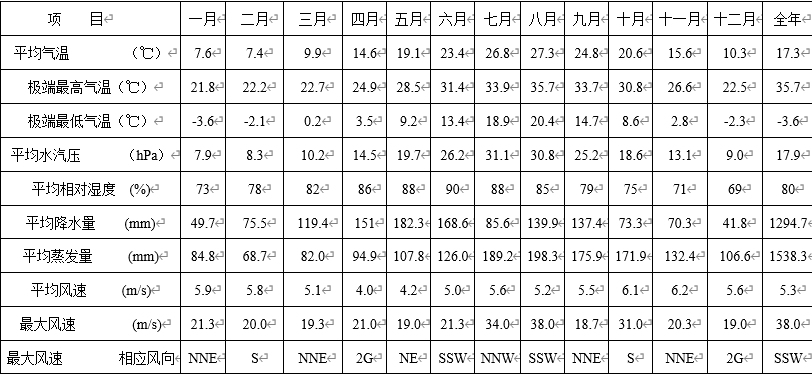 项 目 一月 二月 三月 四月 五月 六月 七月 八月 九月 十月 十一月 十二月 全年
平均气温 (℃) 7.6 7.4 9.9 14.6 19.1 23.4 26.8 27.3 24.8 20.6 15.6 10.3 17.3
极端最高气温(℃) 21.8 22.2 22.7 24.9 28.5 31.4 33.9 35.7 33.7 30.8 26.6 22.5 35.7
极端最低气温(℃) -3.6 -2.1 0.2 3.5 9.2 13.4 18.9 20.4 14.7 8.6 2.8 -2.3 -3.6
平均水汽压 (hPa) 7.9 8.3 10.2 14.5 19.7 26.2 31.1 30.8 25.2 18.6 13.1 9.0 17.9
平均相对湿度 (%) 73 78 82 86 88 90 88 85 79 75 71 69 80
平均降水量 (mm) 49.7 75.5 119.4 151 182.3 168.6 85.6 139.9 137.4 73.3 70.3 41.8 1294.7
平均蒸发量 (mm) 84.8 68.7 82.0 94.9 107.8 126.0 189.2 198.3 175.9 171.9 132.4 106.6 1538.3
平均风速 (m/s) 5.9 5.8 5.1 4.0 4.2 5.0 5.6 5.2 5.5 6.1 6.2 5.6 5.3
最大风速 (m/s) 21.3 20.0 19.3 21.0 19.0 21.3 34.0 38.0 18.7 31.0 20.3 19.0 38.0
最大风速 相应风向 NNE S NNE 2G NE SSW NNW SSW NNE S NNE 2G SSW